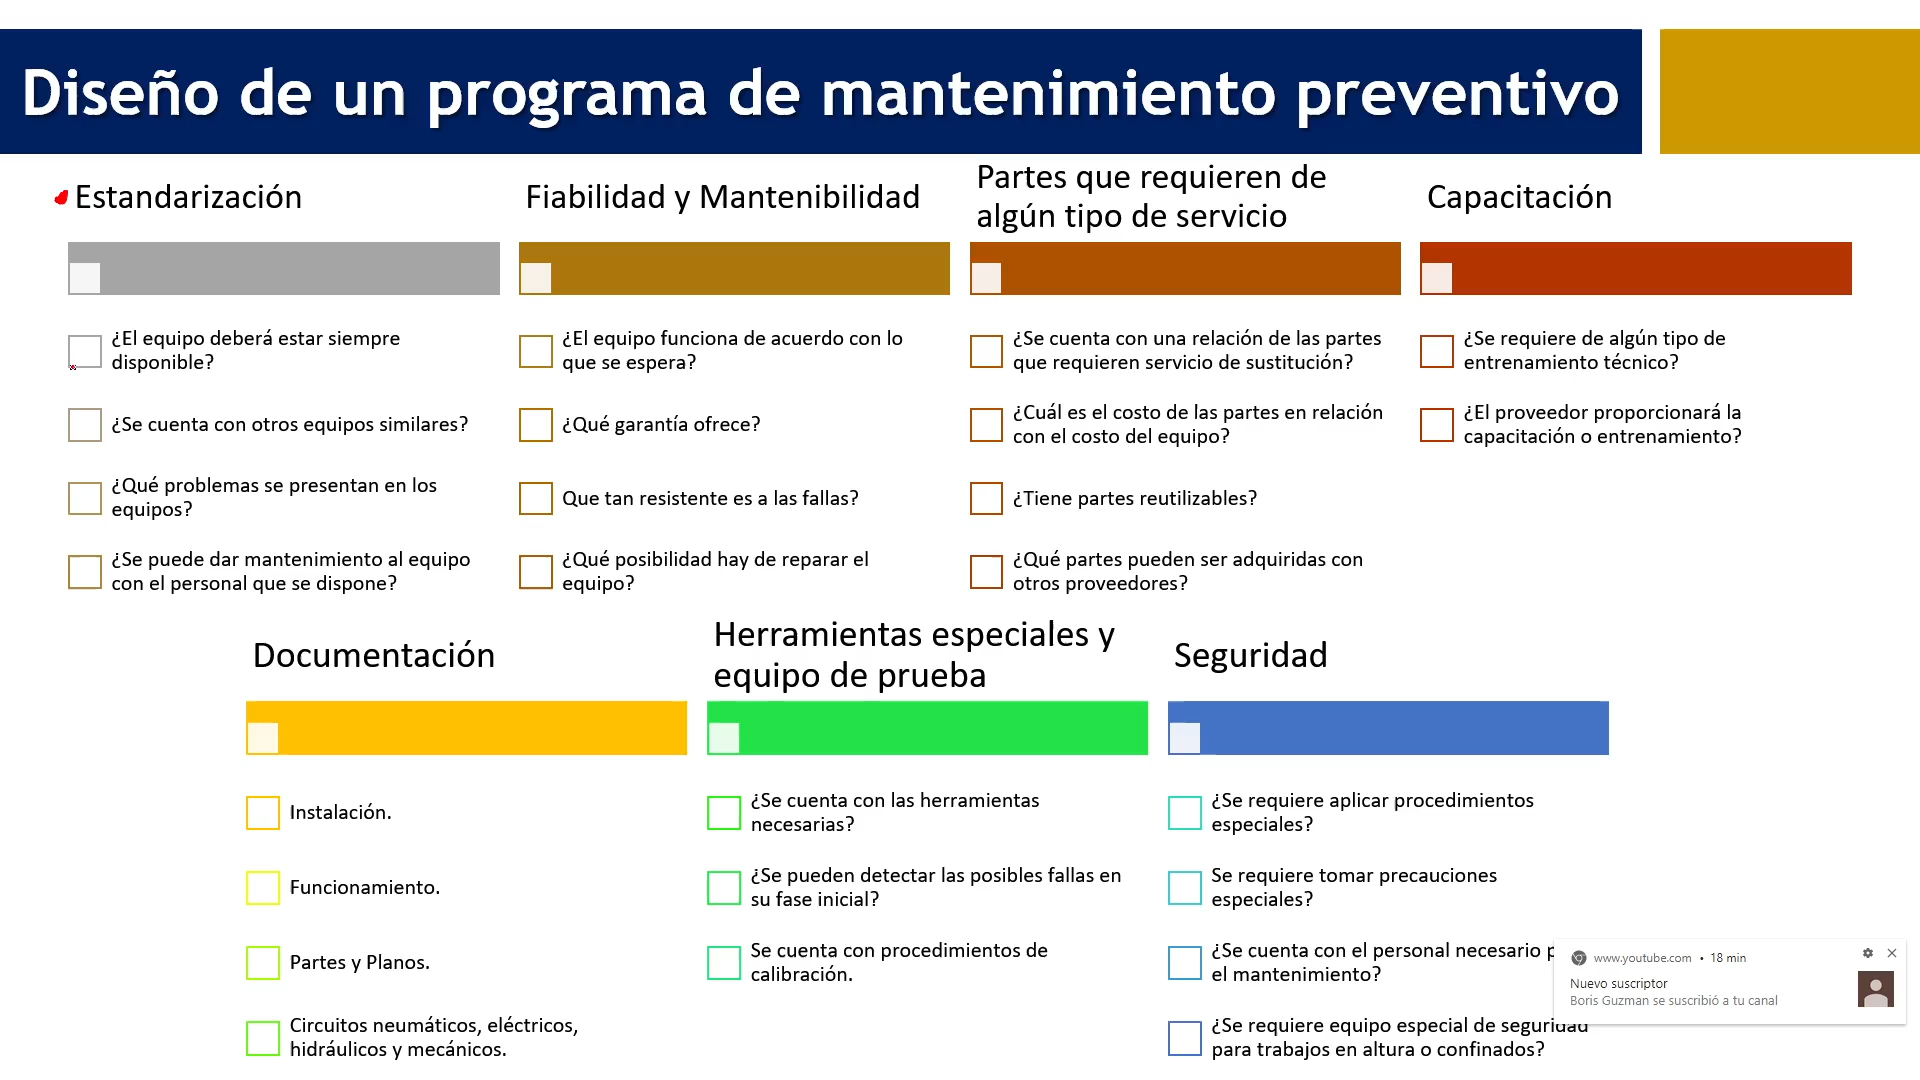 Diseño de un programa de mantenimiento preventivo
Estandarización
¿El equipo deberá estar siempre
disponible?
¿Se cuenta con otros equipos similares?
¿Qué problemas se presentan en los
equipos?
¿Se puede dar mantenimiento al equipo
con el personal que se dispone?
Fiabilidad y Mantenibilidad
¿El equipo funciona de acuerdo con lo
que se espera?
¿Qué garantía ofrece?
Que tan resistente es a las fallas?
¿Qué posibilidad hay de reparar el
equipo?
Partes que requieren de
algún tipo de servicio
¿Se cuenta con una relación de las partes
que requieren servicio de sustitución?
¿Cuál es el costo de las partes en relación
con el costo del equipo?
¿Tiene partes reutilizables?
¿Qué partes pueden ser adquiridas con
otros proveedores?
Capacitación
¿Se requiere de algún tipo de
entrenamiento técnico?
¿El proveedor proporcionará la
capacitación o entrenamiento?
Documentación
Instalación.
Funcionamiento.
Partes y Planos.
Circuitos neumáticos, eléctricos,
hidráulicos y mecánicos.
Herramientas especiales y
equipo de prueba
¿Se cuenta con las herramientas
necesarias?
¿Se pueden detectar las posibles fallas en
su fase inicial?
Se cuenta con procedimientos de
calibración.
Seguridad
¿Se requiere aplicar procedimientos
especiales?
Se requiere tomar precauciones
especiales?
¿Se cuenta con el personal necesario
el mantenimiento?
¿Se requiere equipo especial de seguridad
para trabajos en altura o confinados?
www.youtube.com • 18 min
Nuevo suscriptor
Boris Guzman se suscribió a tu canal